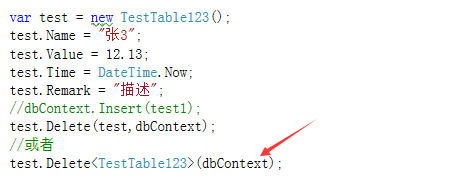 var test = new TestTable123();
test.Name = "张3";
test.Value = 12.13;
test.Time = DateTime.Now;
test.Remark = "描述";
//dbContext.Insert(test1);
test.Delete(test,dbContext);
//或者
test.Delete<TestTable123>(dbContext);